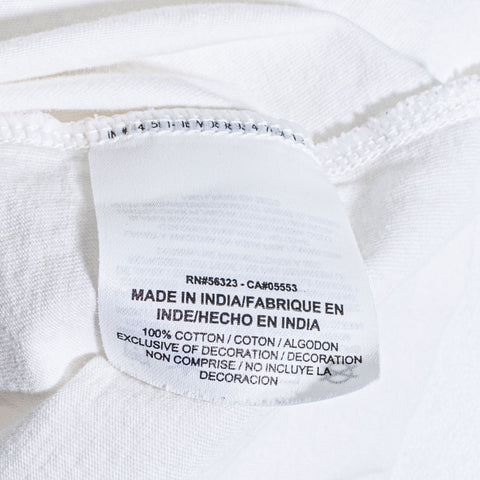 RN#56323 - CA#05553
MADE IN INDIA/FABRIQUE EN
INDE/HECHO EN INDIA
100% COTTON / COTON / ALGODON
EXCLUSIVE OF DECORATION / DECORATION
NON COMPRISE / NO INCLUYE LA
DECORACION